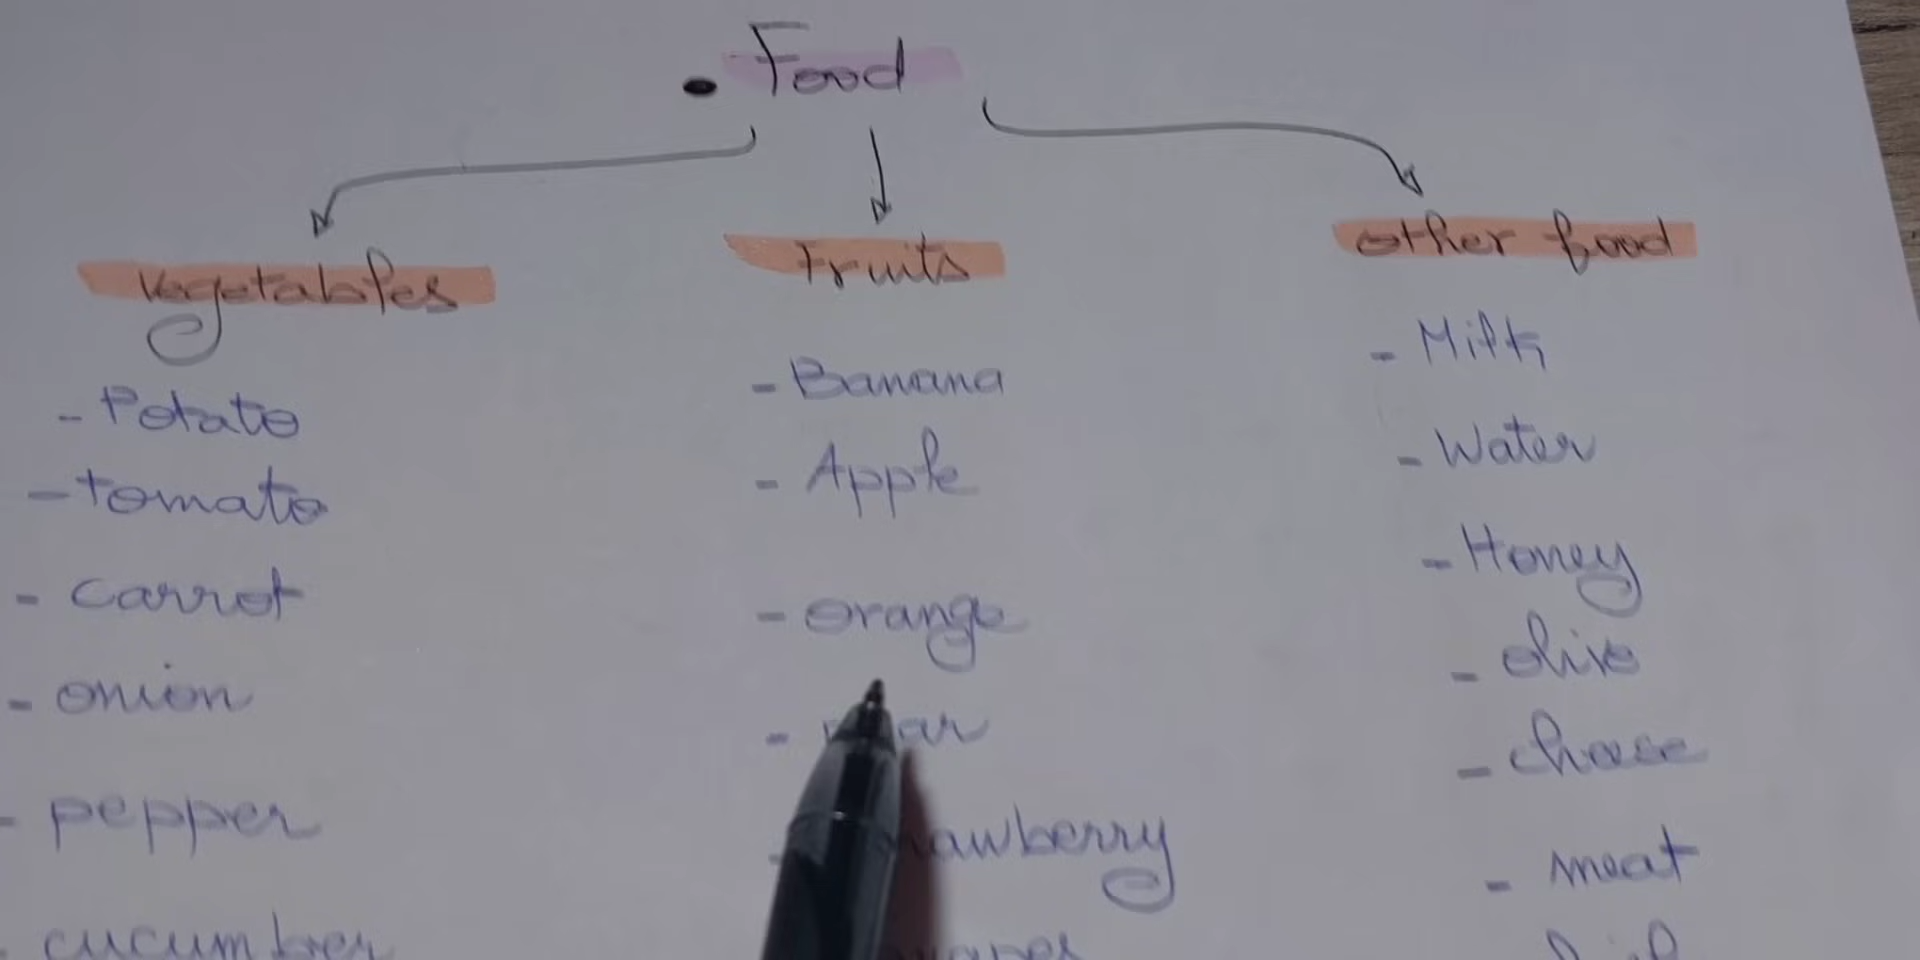 Food
Vegetables
- Potato
- tomato
- carrot
- onion
- pepper
- cucumber
Fruits
- Banana
- Apple
- orange
-
-
other food
- Milk
- Water
- Honey
- olive
- cheese
- meat